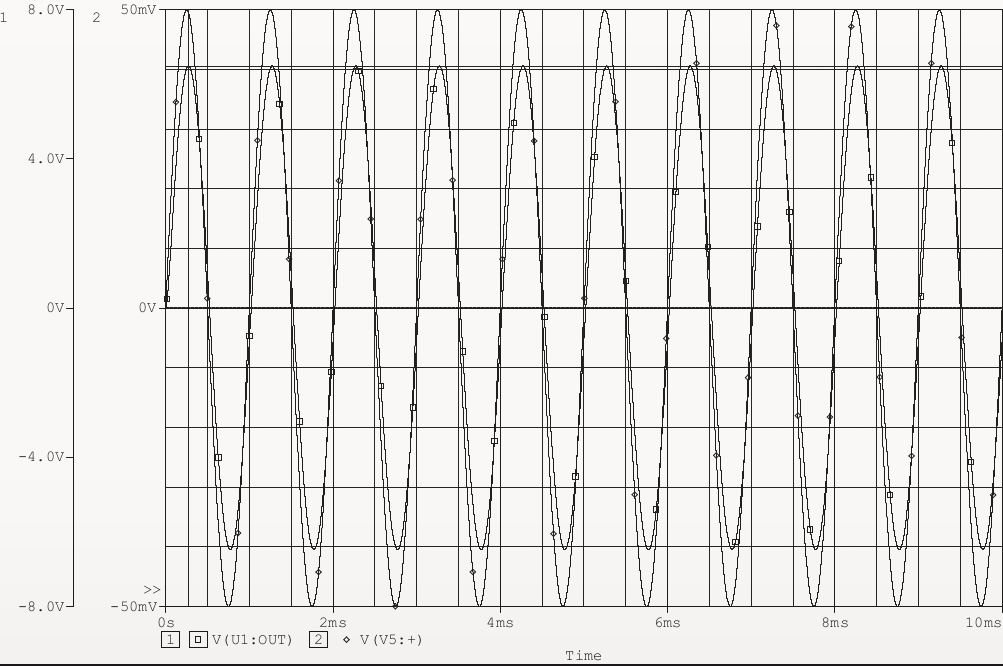 1 8.0V 2 50mV
4.0V
0V 0V
-4.0V
>>
-8.0V -50mV
0s 2ms 4ms 6ms 8ms 10ms
1 V(U1:OUT) 2 V(V5:+)
Time